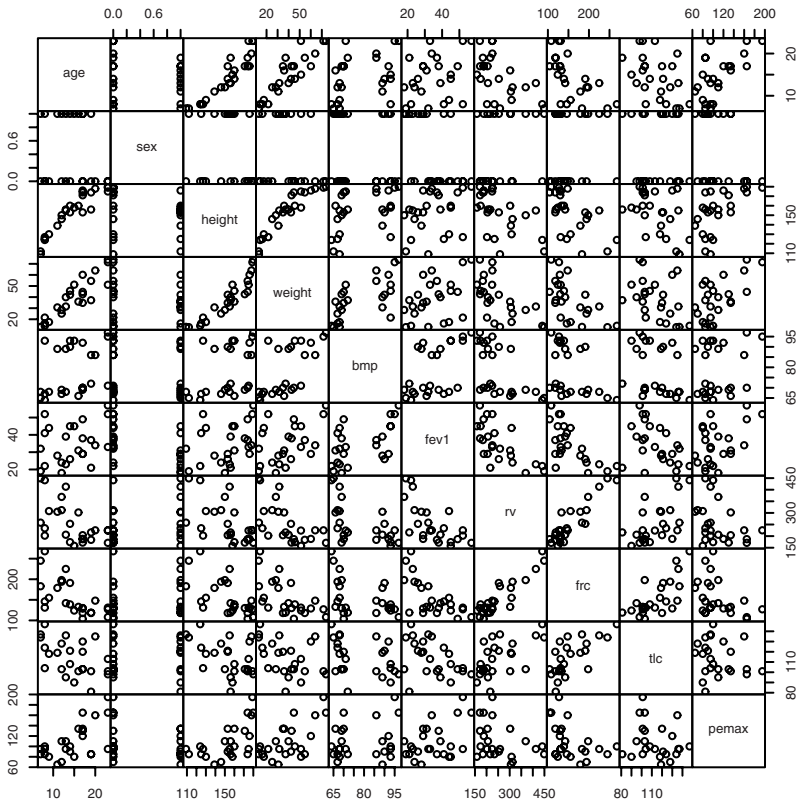 0.0 0.6 20 50 20 40 100 200 60 120 200
age 10 20
0.0 0.6 sex
height 110 150
20 50 weight
bmp 65 80 95
20 40 fev1
rv 150 300 450
100 200 frc
tlc 80 110
60 120 200 pemax
10 20 110 150 65 80 95 150 300 450 80 110